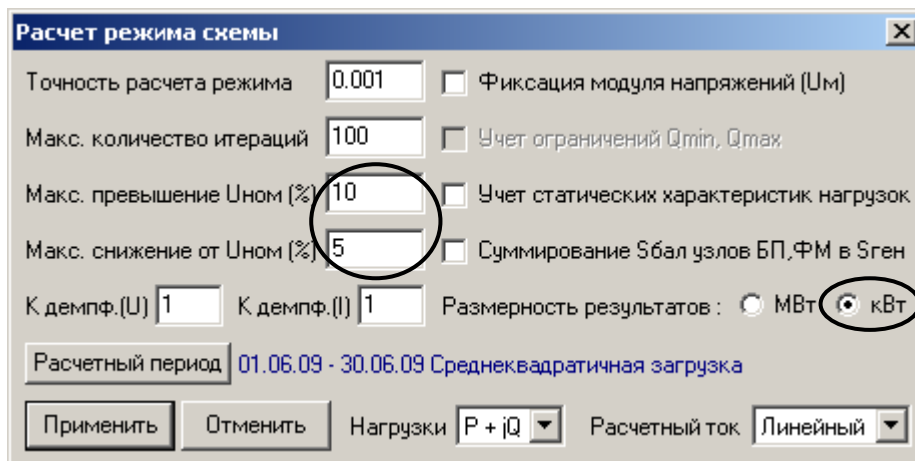 Расчет режима схемы
Точность расчета режима 0.001 Фиксация модуля напряжений (Uм)
Макс. количество итераций 100 Учет ограничений Qmin, Qmax
Макс. превышение Uном (%) 10 Учет статических характеристик нагрузок
Макс. снижение от Uном (%) 5 Суммирование Sбал узлов БП,ФМ в Sген
К демпф.(U) 1 К демпф.(I) 1 Размерность результатов : МВт кВт
Расчетный период 01.06.09 - 30.06.09 Среднеквадратичная загрузка
Применить Отменить Нагрузки P + jQ Расчетный ток Линейный